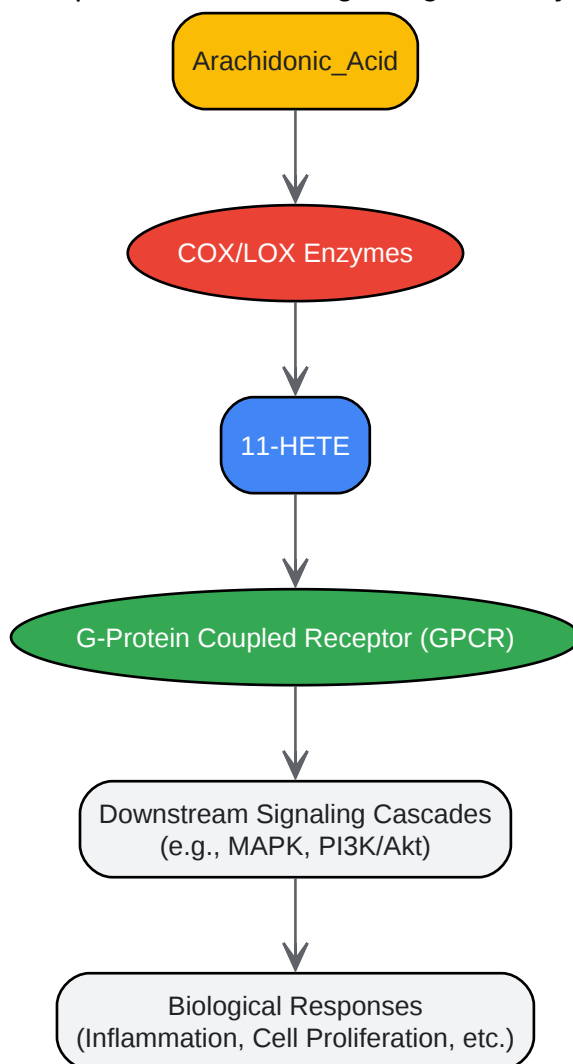 Arachidonic_Acid
COX/LOX Enzymes
11-HETE
G-Protein Coupled Receptor (GPCR)
Downstream Signaling Cascades
(e.g., MAPK, PI3K/Akt)
Biological Responses
(Inflammation, Cell Proliferation, etc.)